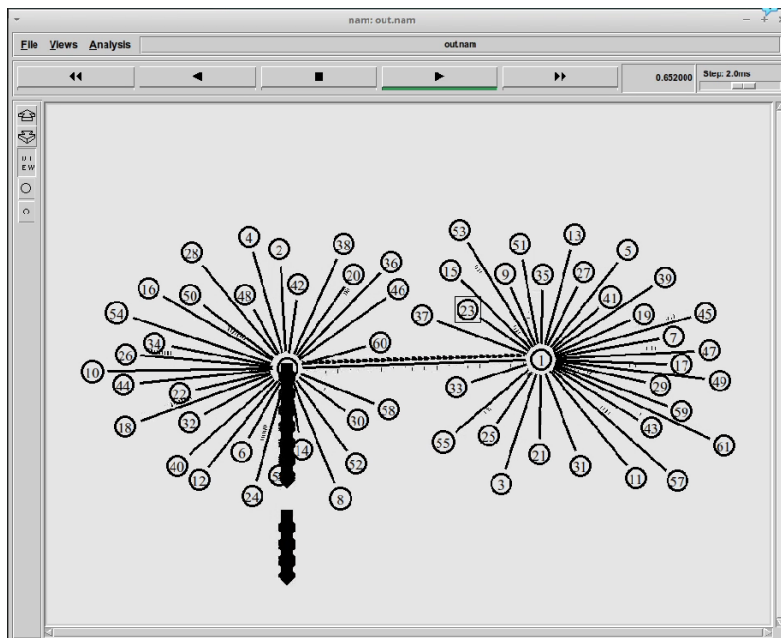 nam: out.nam
File Views Analysis out.nam
0.652000 Step: 2.0ms
VI
EW
53
4 51 13
28 2 38 5
36 15 9 35 27 39
16 50 48 42 20 46 41
54 37 23 19 45
34 60 7
26 1 47
10 44 33 17 49
22 29
18 32 30 58 59
6 14 55 25 43 61
40 12 52 21 31
24 8 3 11 57